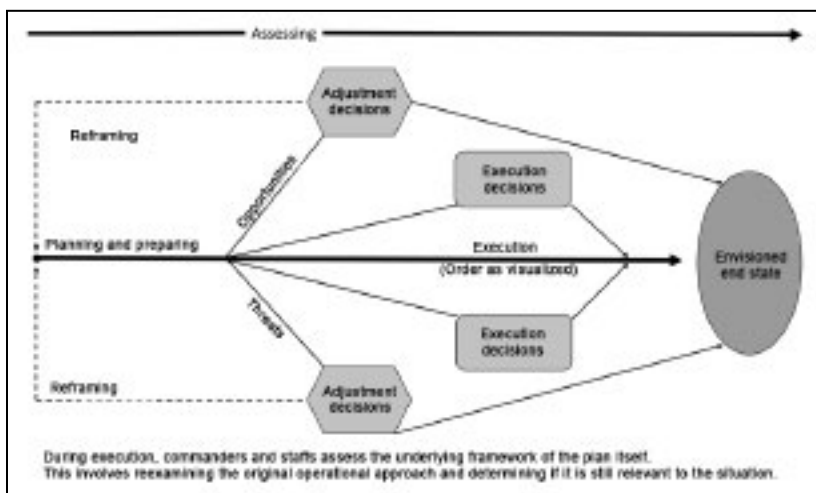 Assessing
Adjustment
decisions
Reframing
Opportunities
Execution
decisions
Planning and preparing
Execution
(Order as visualized)
Envisioned
end state
Threats
Execution
decisions
Reframing
Adjustment
decisions
During execution, commanders and staffs assess the underlying framework of the plan itself.
This involves reexamining the original operational approach and determining if it is still relevant to the situation.